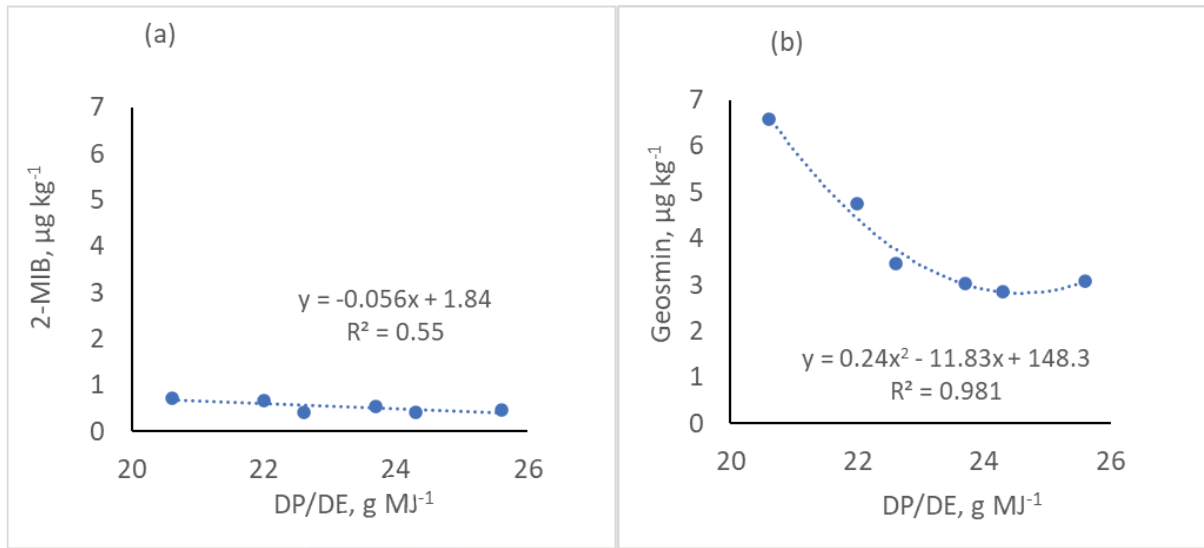 (a)
7
6
5
4
3
2
1
0
2-MIB, µg kg⁻¹
y = -0.056x + 1.84
R² = 0.55
20 22 24 26
DP/DE, g MJ⁻¹
(b)
7
6
5
4
3
2
1
0
Geosmin, µg kg⁻¹
y = 0.24x² - 11.83x + 148.3
R² = 0.981
20 22 24 26
DP/DE, g MJ⁻¹